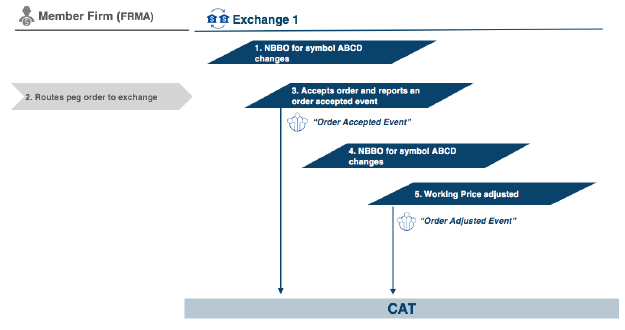 Member Firm (FRMA)
Exchange 1
1. NBBO for symbol ABCD
changes
2. Routes peg order to exchange
3. Accepts order and reports an
order accepted event
“Order Accepted Event”
4. NBBO for symbol ABCD
changes
5. Working Price adjusted
“Order Adjusted Event”
CAT